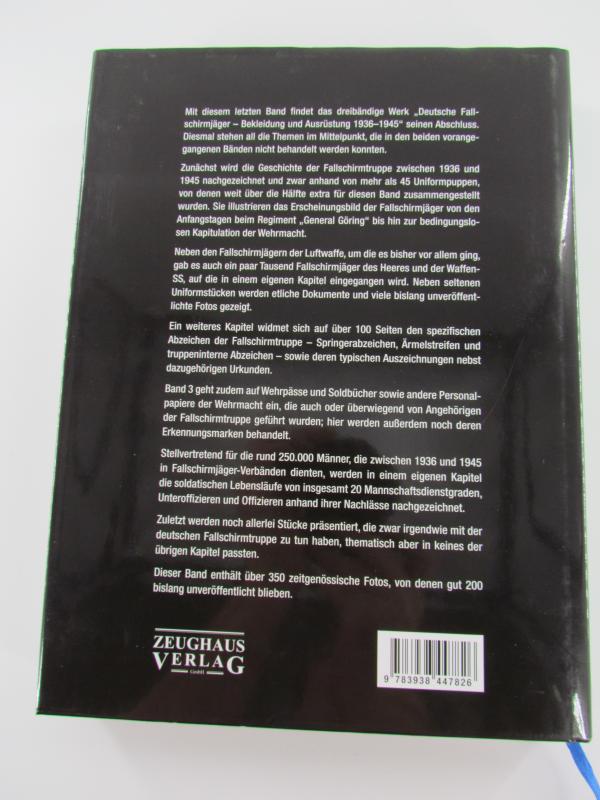 Mit diesem letzten Band findet das dreibändige Werk „Deutsche Fall-
schirmjäger – Bekleidung und Ausrüstung 1936–1945“ seinen Abschluss.
Diesmal stehen all die Themen im Mittelpunkt, die in den beiden vorange-
gangenen Bänden nicht behandelt werden konnten.
Zunächst wird die Geschichte der Fallschirmtruppe zwischen 1936 und
1945 nachgezeichnet und zwar anhand von mehr als 45 Uniformpuppen,
von denen weit über die Hälfte extra für diesen Band zusammengestellt
wurden. Sie illustrieren das Erscheinungsbild der Fallschirmjäger von den
Anfangstagen beim Regiment „General Göring“ bis hin zur bedingungslo-
sen Kapitulation der Wehrmacht.
Neben den Fallschirmjägern der Luftwaffe, um die es bisher vor allem ging,
gab es auch ein paar Tausend Fallschirmjäger des Heeres und der Waffen-
SS, auf die in einem eigenen Kapitel eingegangen wird. Neben seltenen
Uniformstücken werden etliche Dokumente und viele bislang unveröffent-
lichte Fotos gezeigt.
Ein weiteres Kapitel widmet sich auf über 100 Seiten den spezifischen
Abzeichen der Fallschirmtruppe – Springerabzeichen, Ärmelstreifen und
truppeninterne Abzeichen – sowie deren typischen Auszeichnungen nebst
dazugehörigen Urkunden.
Band 3 geht zudem auf Wehrpässe und Soldbücher sowie andere Personal-
papiere der Wehrmacht ein, die auch oder überwiegend von Angehörigen
der Fallschirmtruppe geführt wurden; hier werden außerdem noch deren
Erkennungsmarken behandelt.
Stellvertretend für die rund 250.000 Männer, die zwischen 1936 und 1945
in Fallschirmjäger-Verbänden dienten, werden in einem eigenen Kapitel
die soldatischen Lebensläufe von insgesamt 20 Mannschaftsdienstgraden,
Unteroffizieren und Offizieren anhand ihrer Nachlässe nachgezeichnet.
Zuletzt werden noch allerlei Stücke präsentiert, die zwar irgendwie mit der
deutschen Fallschirmtruppe zu tun haben, thematisch aber in keines der
übrigen Kapitel passten.
Dieser Band enthält über 350 zeitgenössische Fotos, von denen gut 200
bislang unveröffentlicht blieben.
ZEUGHAUS
VERLAG
GmbH
9 783938 447826